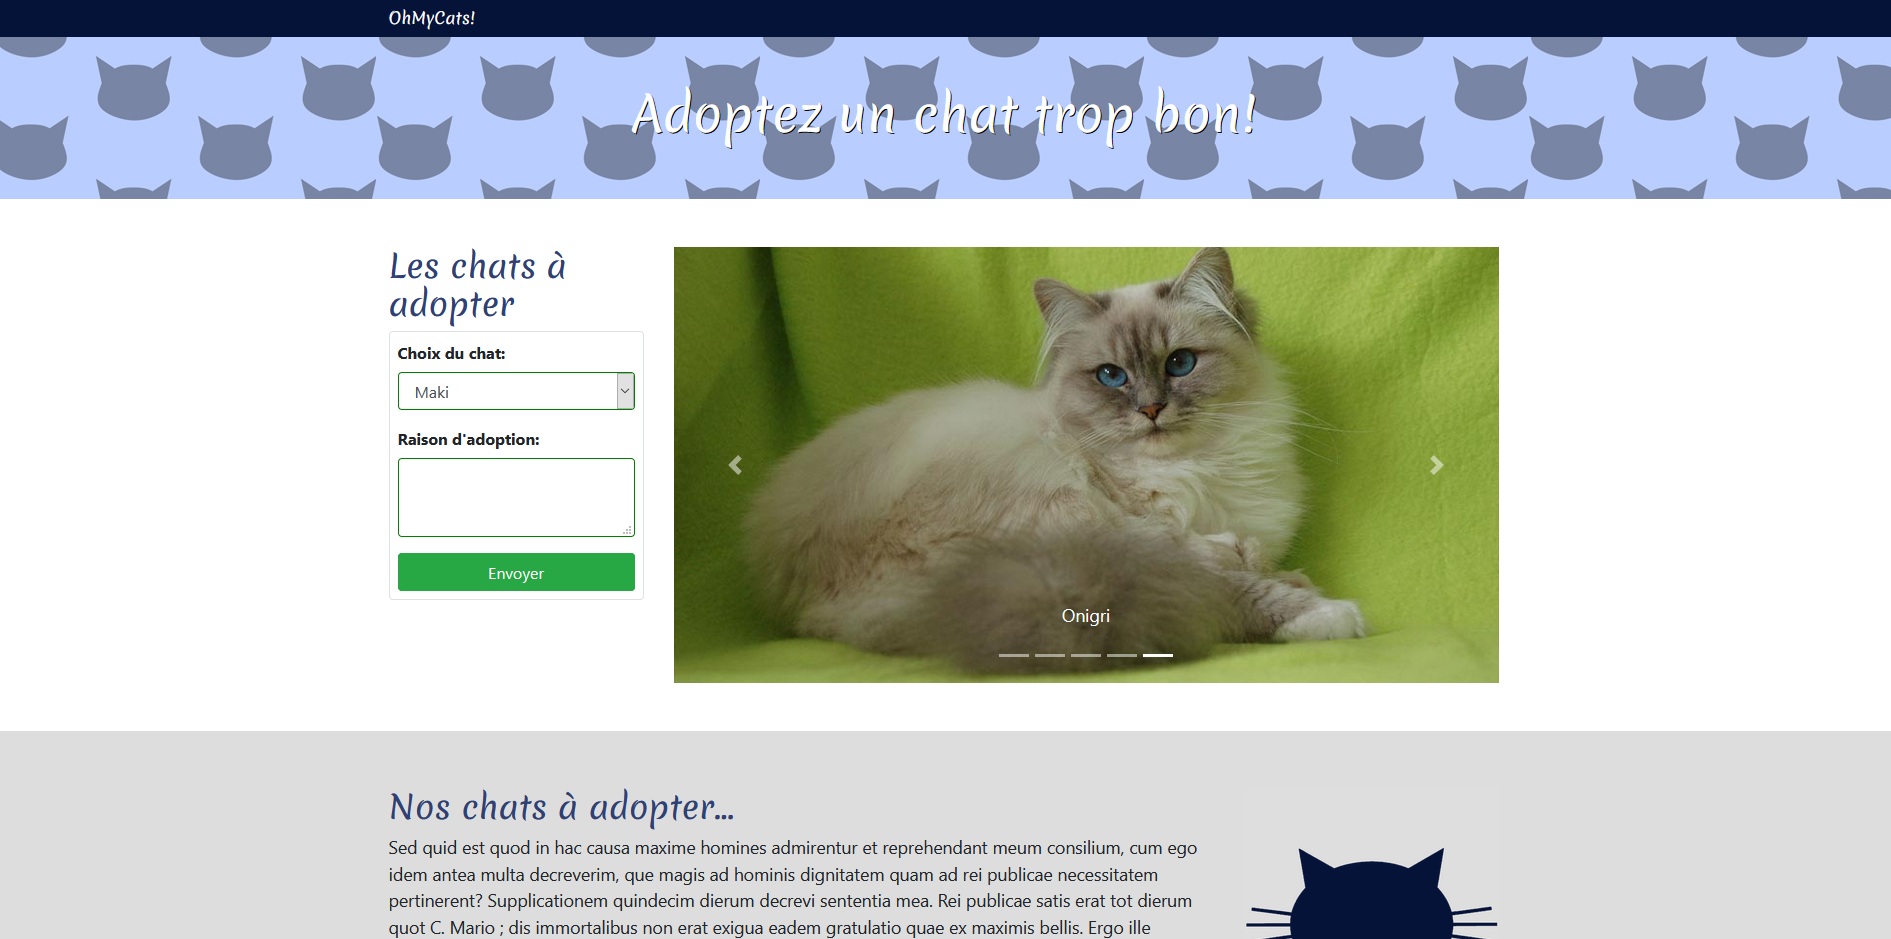 OhMyCats!
Adoptez un chat trop bon!
Les chats à
adopter
Choix du chat:
Maki
Raison d'adoption:
Envoyer
Onigri
Nos chats à adopter...
Sed quid est quod in hac causa maxime homines admirentur et reprehendant meum consilium, cum ego
idem antea multa decreverim, que magis ad hominis dignitatem quam ad rei publicae necessitatem
pertinerent? Supplicationem quindecim dierum decrevi sententia mea. Rei publicae satis erat tot dierum
quot C. Mario ; dis immortalibus non erat exigua eadem gratulatio quae ex maximis bellis. Ergo ille